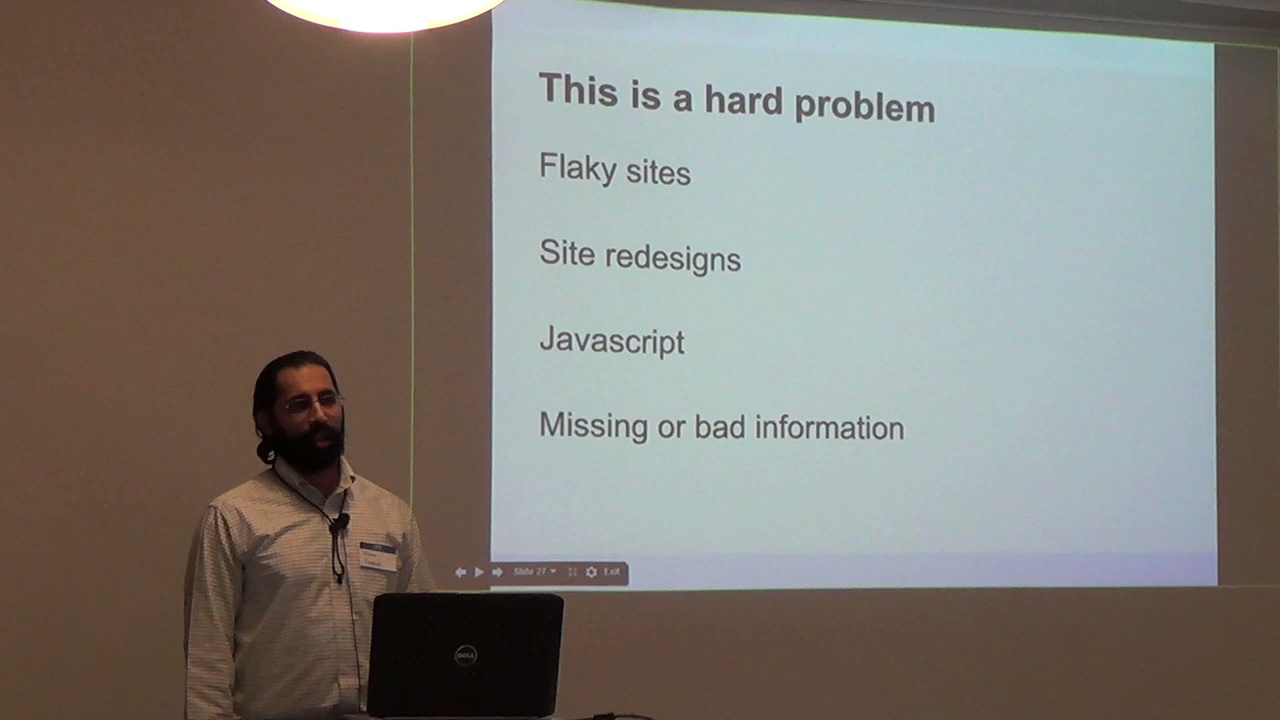 This is a hard problem
Flaky sites
Site redesigns
Javascript
Missing or bad information
Slide 27
Exit
DELL